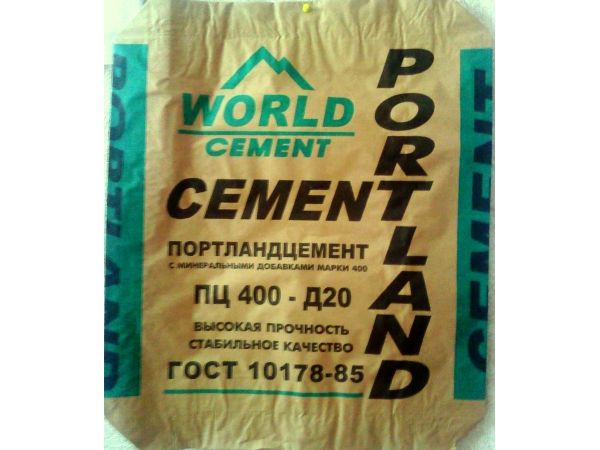 WORLD
CEMENT
CEMENT
ПОРТЛАНДЦЕМЕНТ
С МИНЕРАЛЬНЫМИ ДОБАВКАМИ МАРКИ 400
ПЦ 400 - Д20
ВЫСОКАЯ ПРОЧНОСТЬ
СТАБИЛЬНОЕ КАЧЕСТВО
ГОСТ 10178-85
PORTLAND
PORTLAND
CEMENT